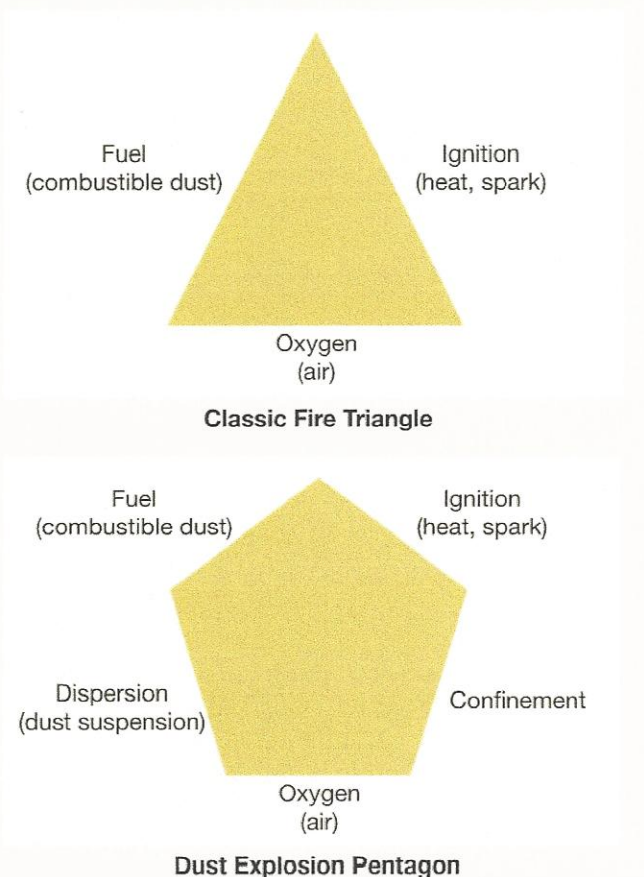 Fuel
(combustible dust)
Ignition
(heat, spark)
Oxygen
(air)
Classic Fire Triangle
Fuel
(combustible dust)
Ignition
(heat, spark)
Dispersion
(dust suspension)
Confinement
Oxygen
(air)
Dust Explosion Pentagon